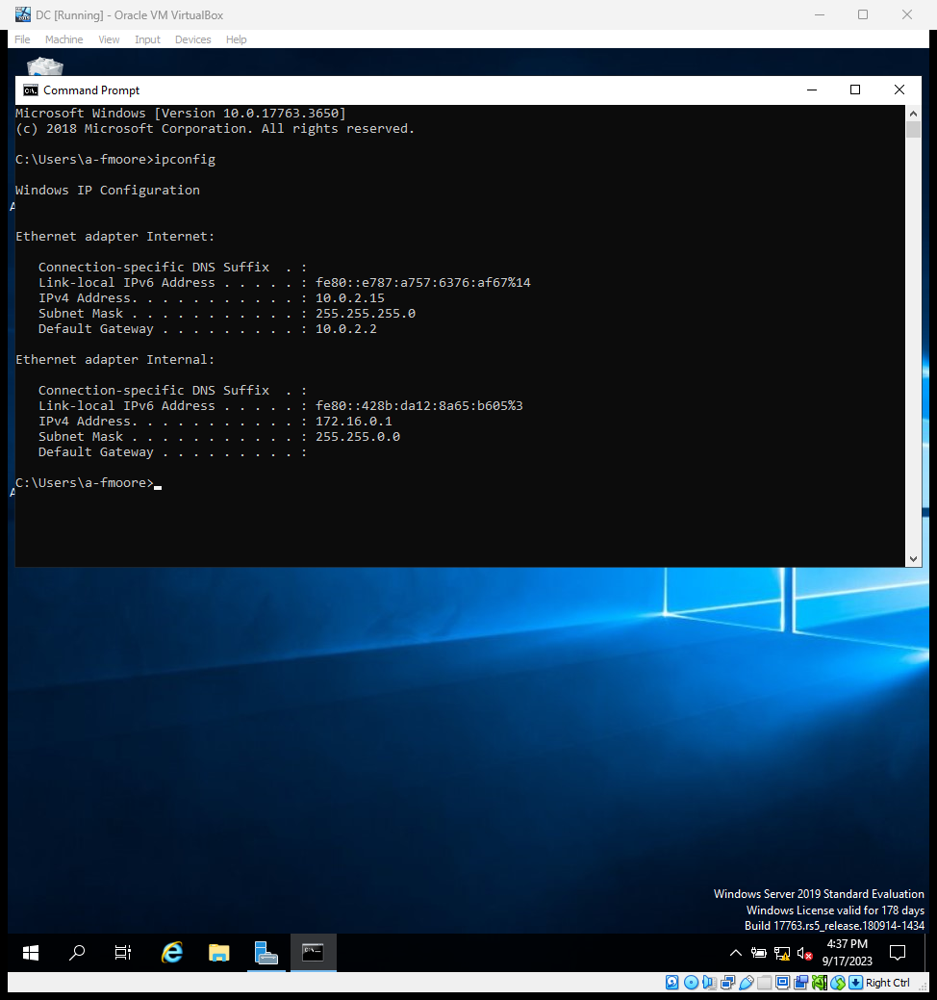 DC [Running] - Oracle VM VirtualBox
File Machine View Input Devices Help
Command Prompt
Microsoft Windows [Version 10.0.17763.3650]
(c) 2018 Microsoft Corporation. All rights reserved.
C:\Users\a-fmoore>ipconfig
Windows IP Configuration
Ethernet adapter Internet:
Connection-specific DNS Suffix . :
Link-local IPv6 Address . . . . . : fe80::e787:a757:6376:af67%14
IPv4 Address. . . . . . . . . . . : 10.0.2.15
Subnet Mask . . . . . . . . . . . : 255.255.255.0
Default Gateway . . . . . . . . . : 10.0.2.2
Ethernet adapter Internal:
Connection-specific DNS Suffix . :
Link-local IPv6 Address . . . . . : fe80::428b:da12:8a65:b605%3
IPv4 Address. . . . . . . . . . . : 172.16.0.1
Subnet Mask . . . . . . . . . . . : 255.255.0.0
Default Gateway . . . . . . . . . :
C:\Users\a-fmoore>
Windows Server 2019 Standard Evaluation
Windows License valid for 178 days
Build 17763.rs5_release.180914-1434
4:37 PM
9/17/2023
Right Ctrl